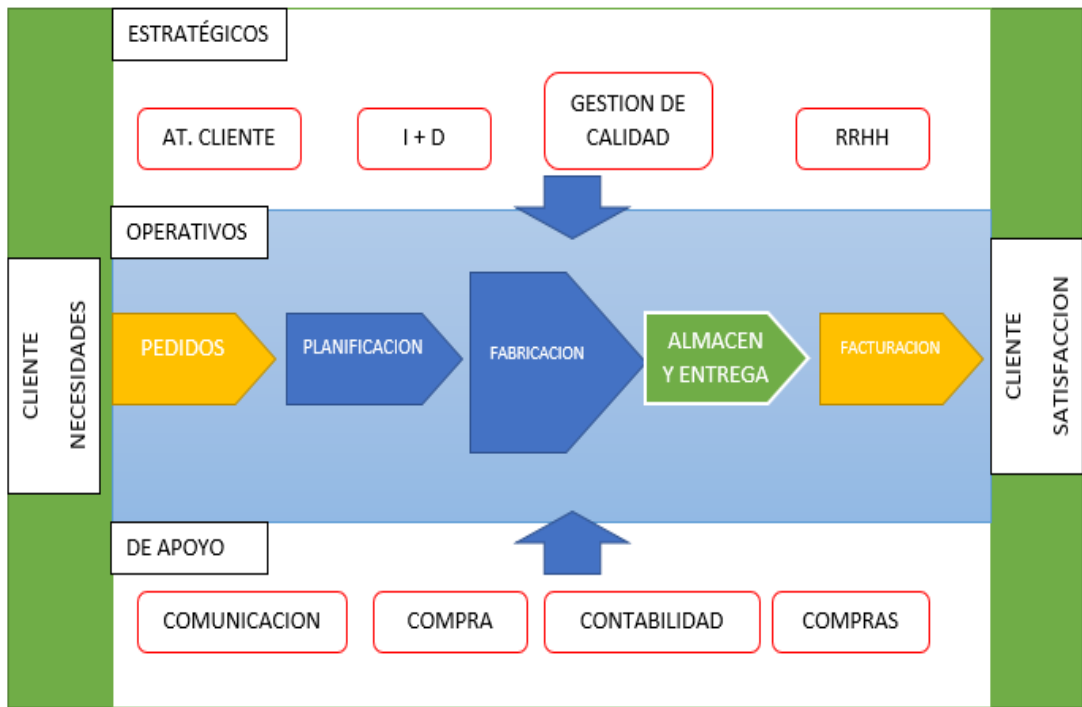 ESTRATÉGICOS
AT. CLIENTE
I + D
GESTION DE
CALIDAD
RRHH
OPERATIVOS
CLIENTE
NECESIDADES
PEDIDOS
PLANIFICACION
FABRICACION
ALMACEN
Y ENTREGA
FACTURACION
CLIENTE
SATISFACCION
DE APOYO
COMUNICACION
COMPRA
CONTABILIDAD
COMPRAS